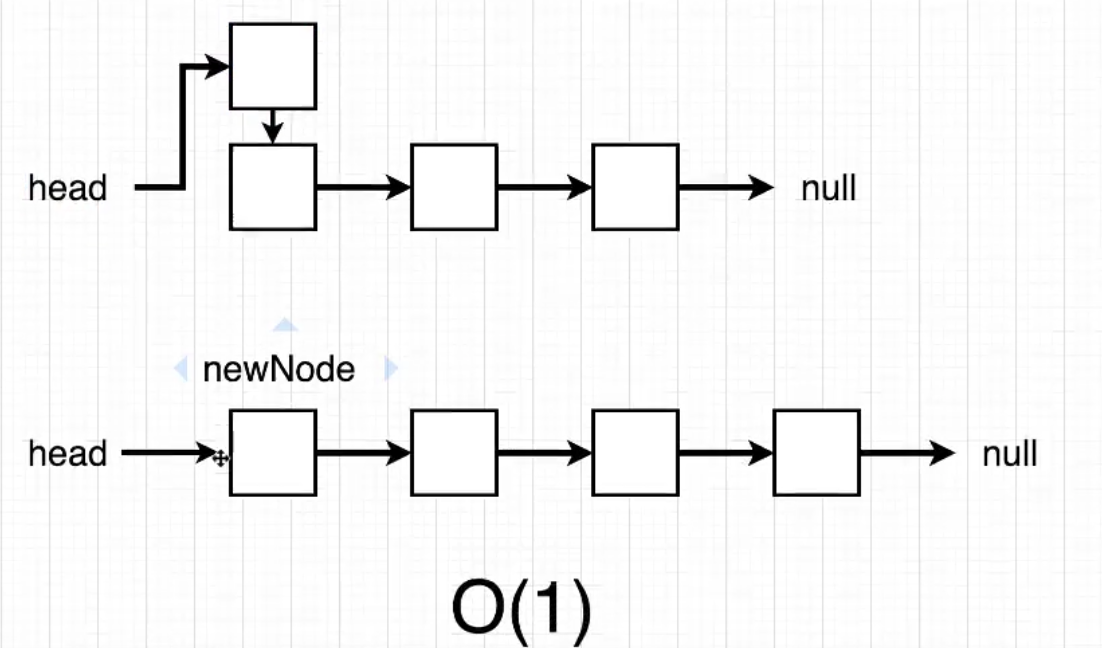 head null
newNode
head null
O(1)